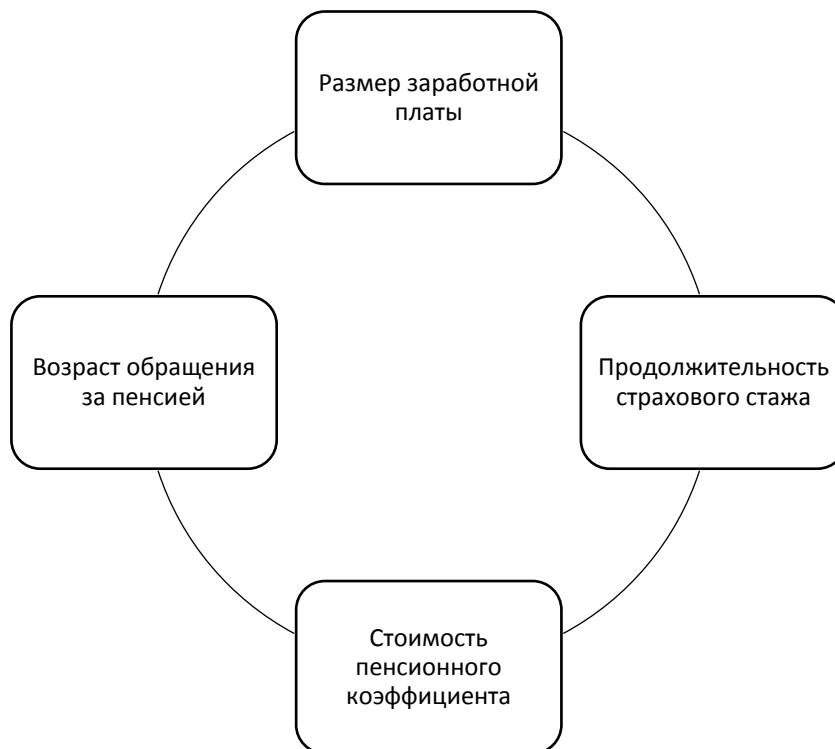 Размер заработной
платы
Возраст обращения
за пенсией
Продолжительность
страхового стажа
Стоимость
пенсионного
коэффициента